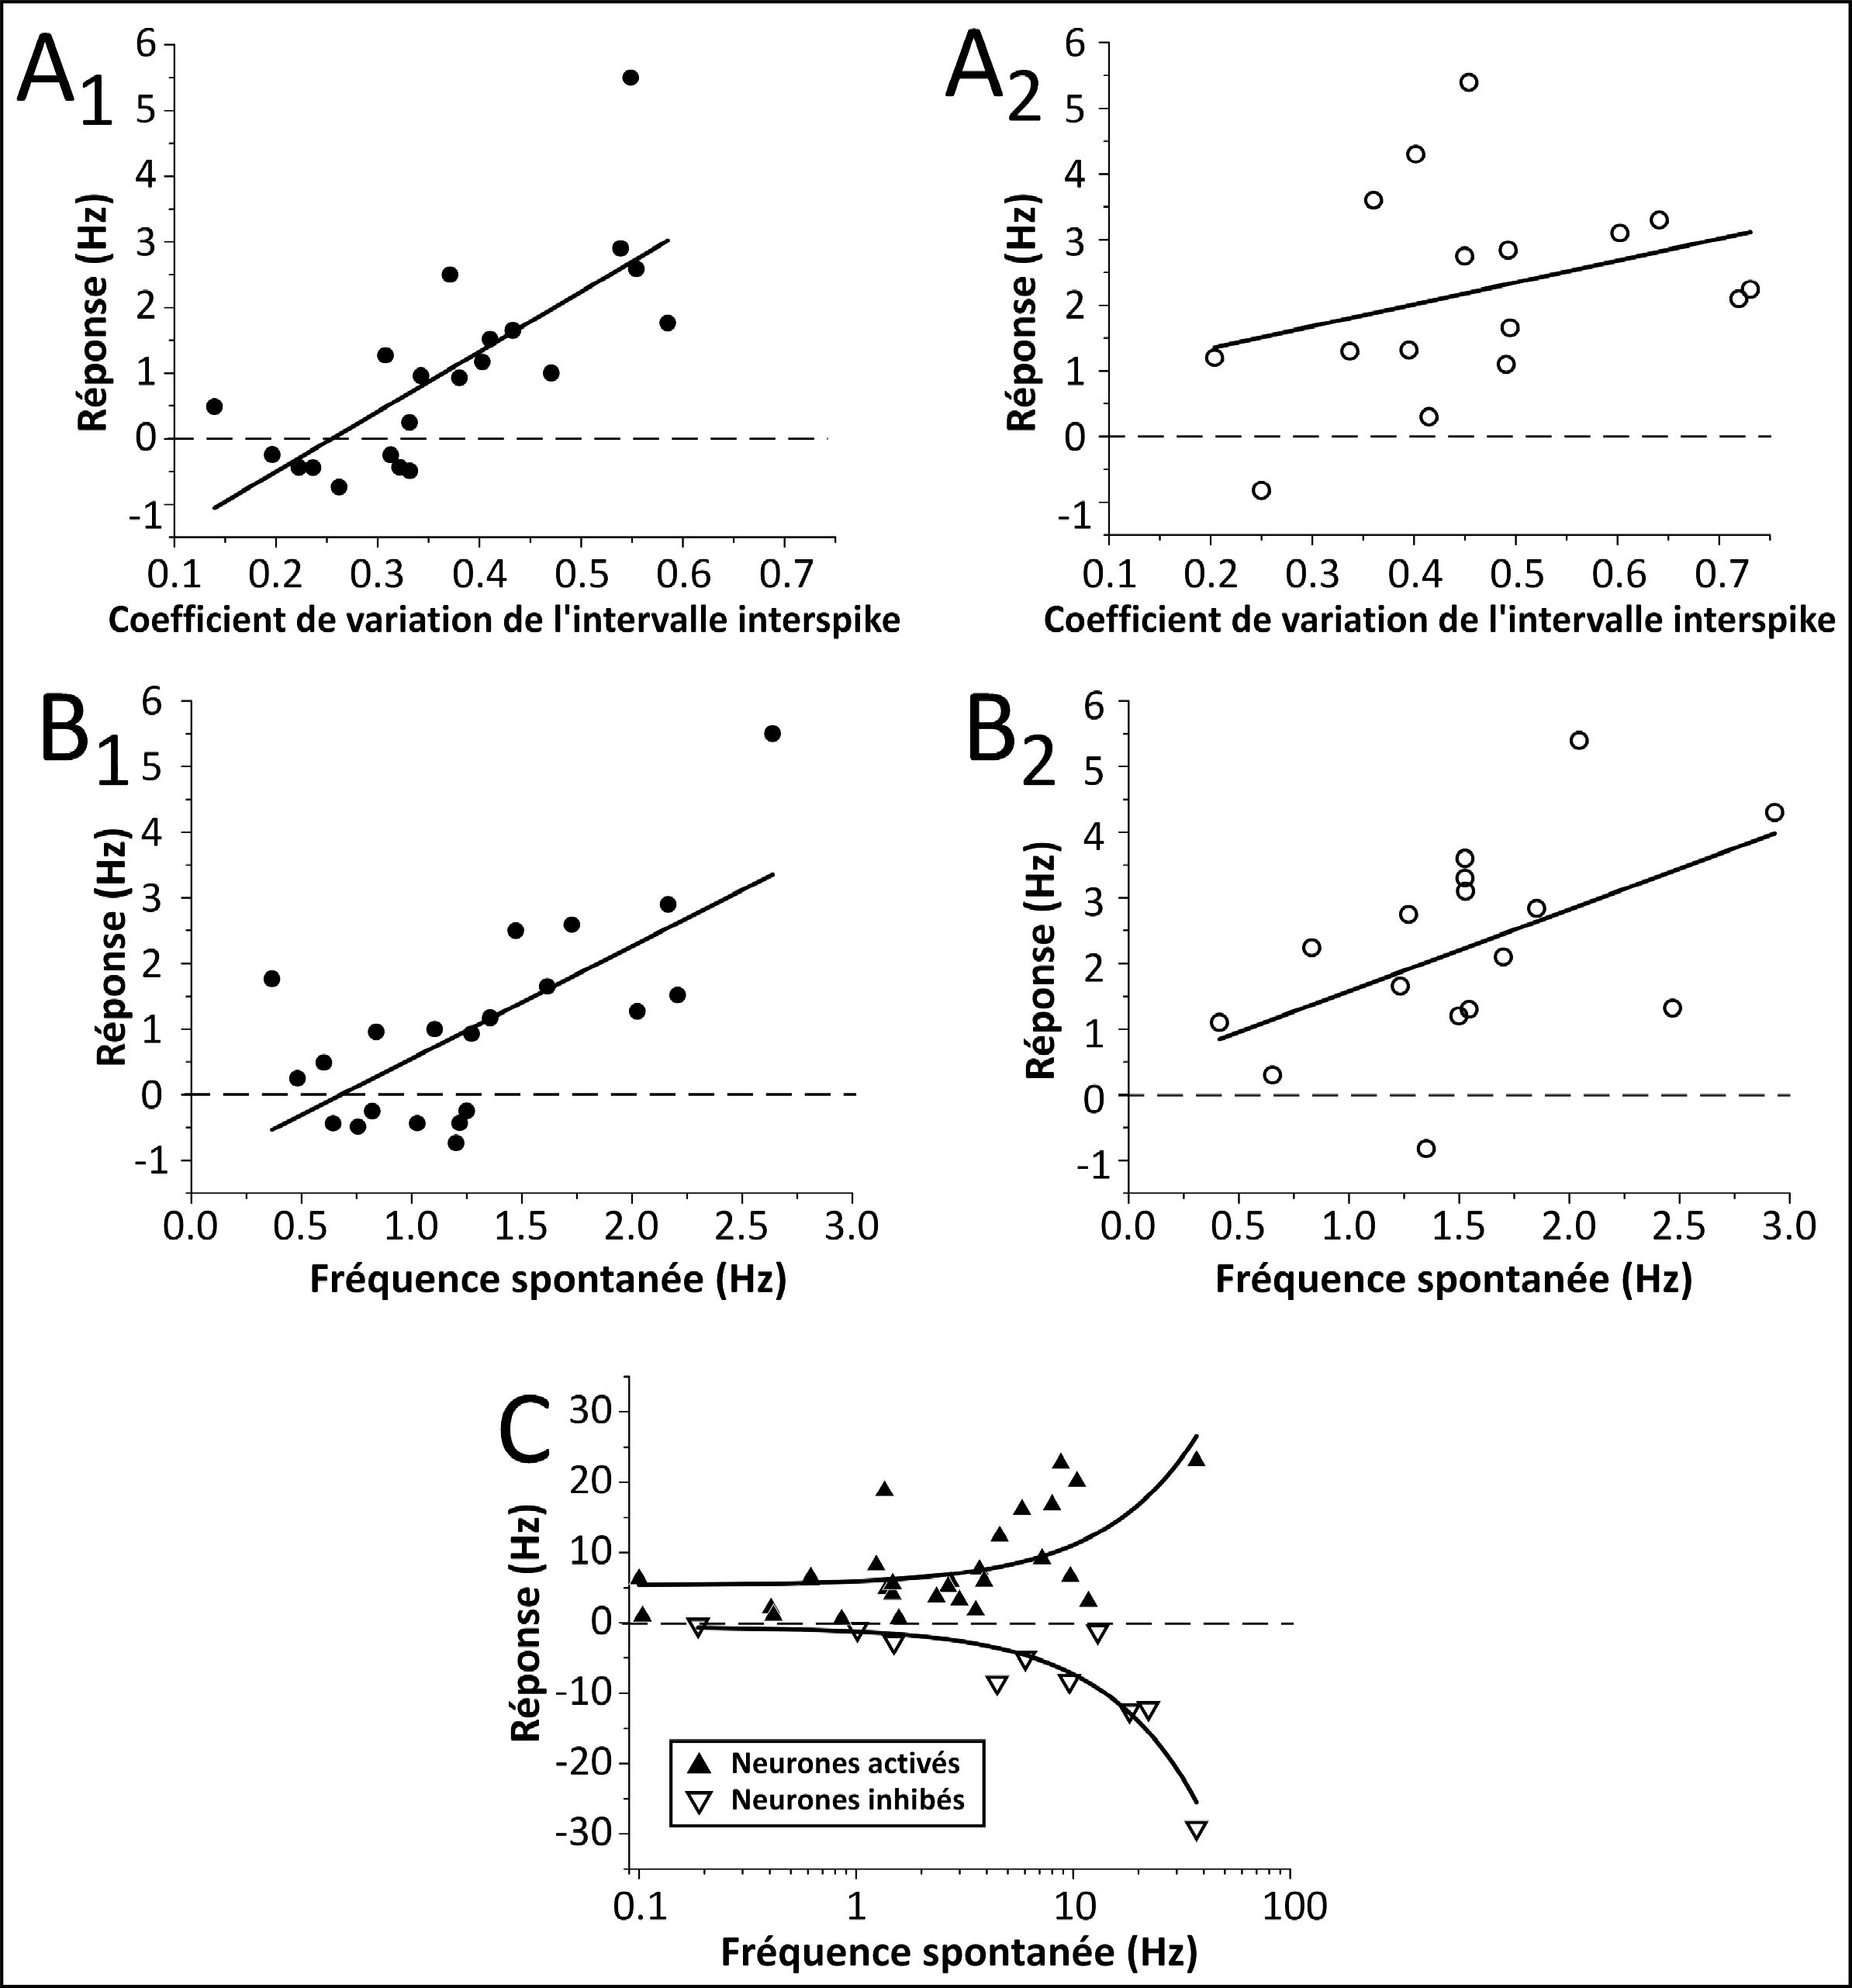 A1
6
5
4
3
2
1
0
-1
Réponse (Hz)
0.1 0.2 0.3 0.4 0.5 0.6 0.7
Coefficient de variation de l'intervalle interspike
A2
6
5
4
3
2
1
0
-1
Réponse (Hz)
0.1 0.2 0.3 0.4 0.5 0.6 0.7
Coefficient de variation de l'intervalle interspike
B1
6
5
4
3
2
1
0
-1
Réponse (Hz)
0.0 0.5 1.0 1.5 2.0 2.5 3.0
Fréquence spontanée (Hz)
B2
6
5
4
3
2
1
0
-1
Réponse (Hz)
0.0 0.5 1.0 1.5 2.0 2.5 3.0
Fréquence spontanée (Hz)
C
30
20
10
0
-10
-20
-30
Réponse (Hz)
Neurones activés
Neurones inhibés
0.1 1 10 100
Fréquence spontanée (Hz)